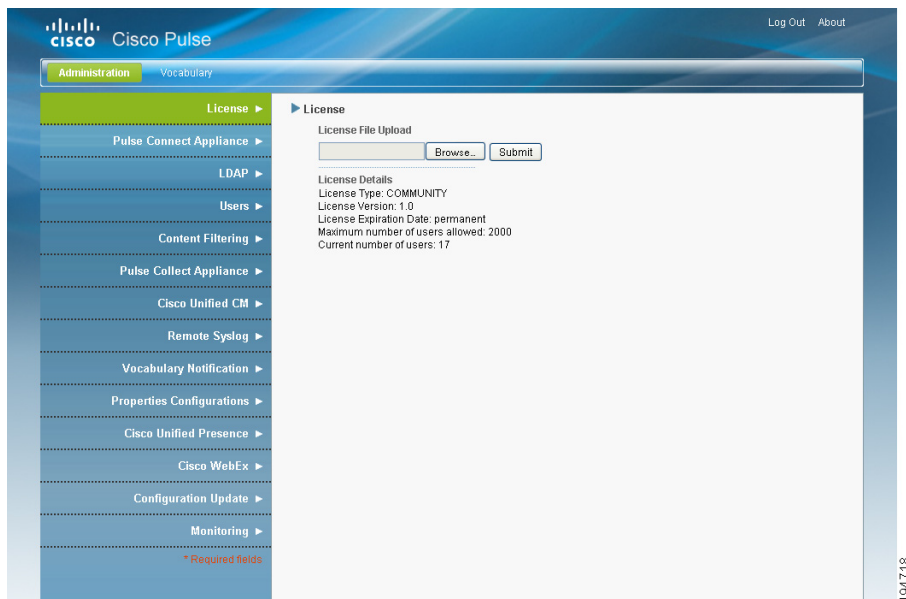 cisco Cisco Pulse
Log Out About
Administration Vocabulary
License
Pulse Connect Appliance
LDAP
Users
Content Filtering
Pulse Collect Appliance
Cisco Unified CM
Remote Syslog
Vocabulary Notification
Properties Configurations
Cisco Unified Presence
Cisco WebEx
Configuration Update
Monitoring
* Required fields
License
License File Upload
Browse... Submit
License Details
License Type: COMMUNITY
License Version: 1.0
License Expiration Date: permanent
Maximum number of users allowed: 2000
Current number of users: 17
194718